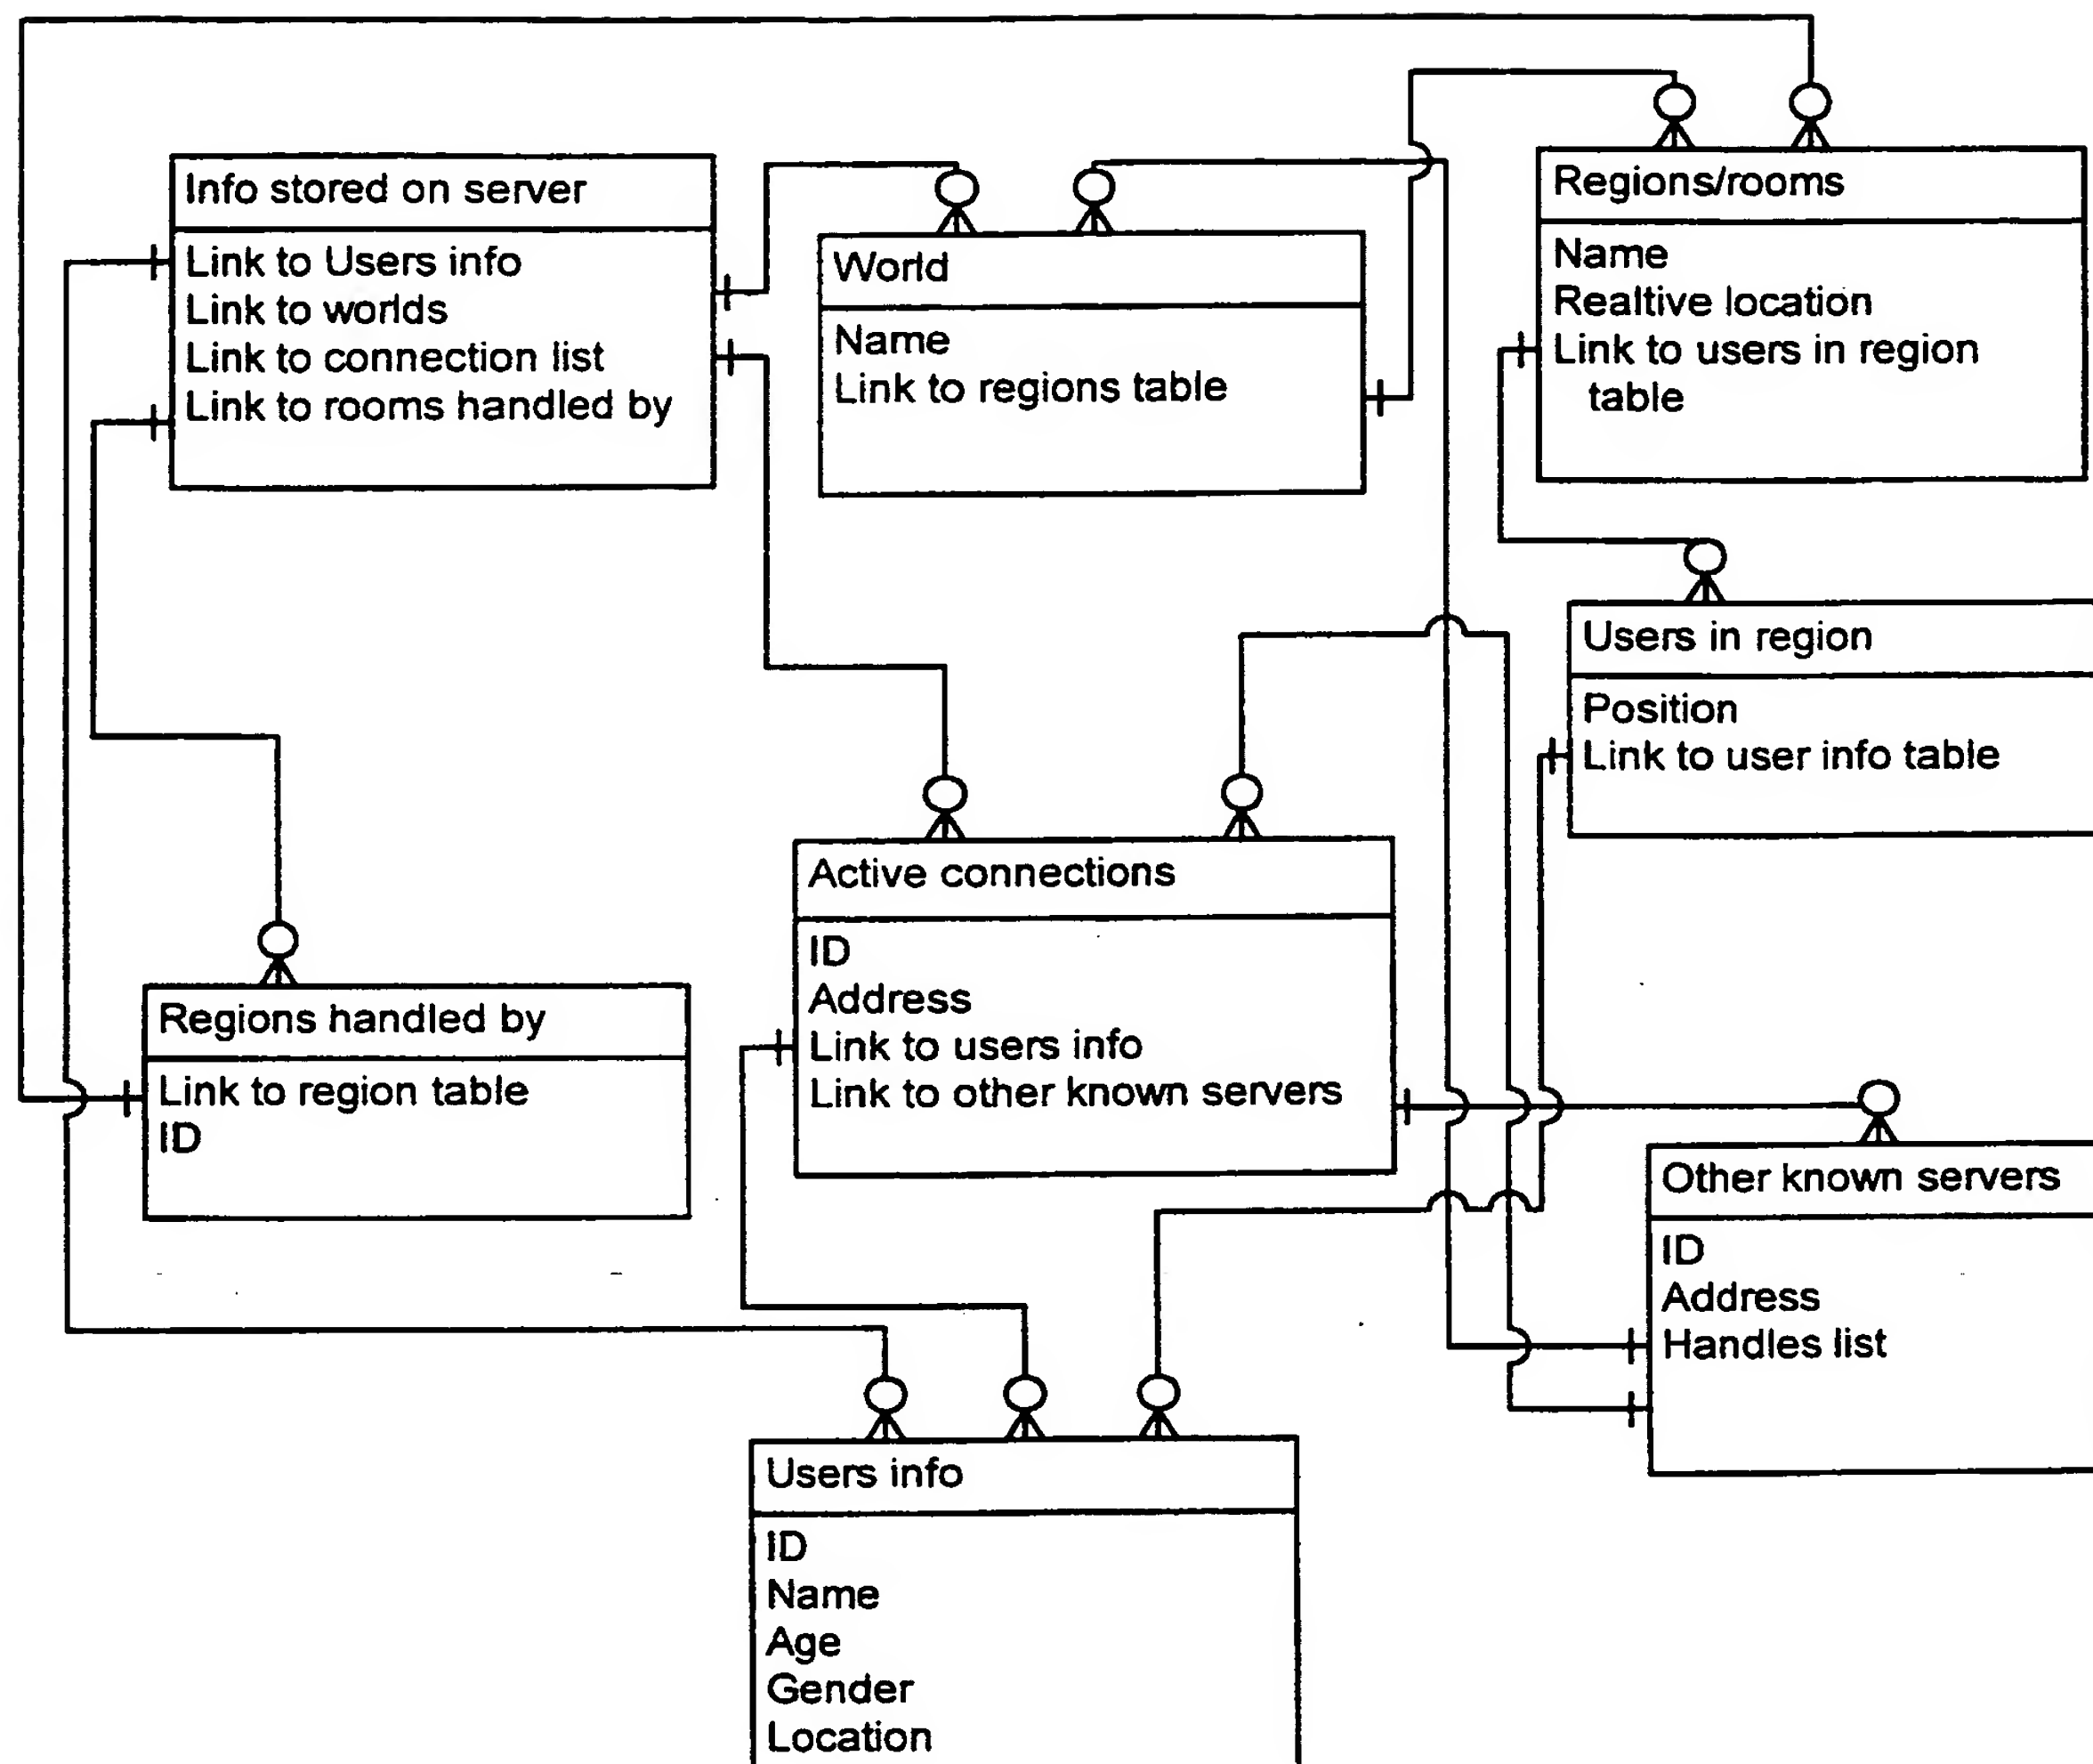 Info stored on server
Link to Users info
Link to worlds
Link to connection list
Link to rooms handled by
World
Name
Link to regions table
Regions/rooms
Name
Realtive location
Link to users in region
table
Users in region
Position
Link to user info table
Active connections
ID
Address
Link to users info
Link to other known servers
Regions handled by
Link to region table
ID
Other known servers
ID
Address
Handles list
Users info
ID
Name
Age
Gender
Location